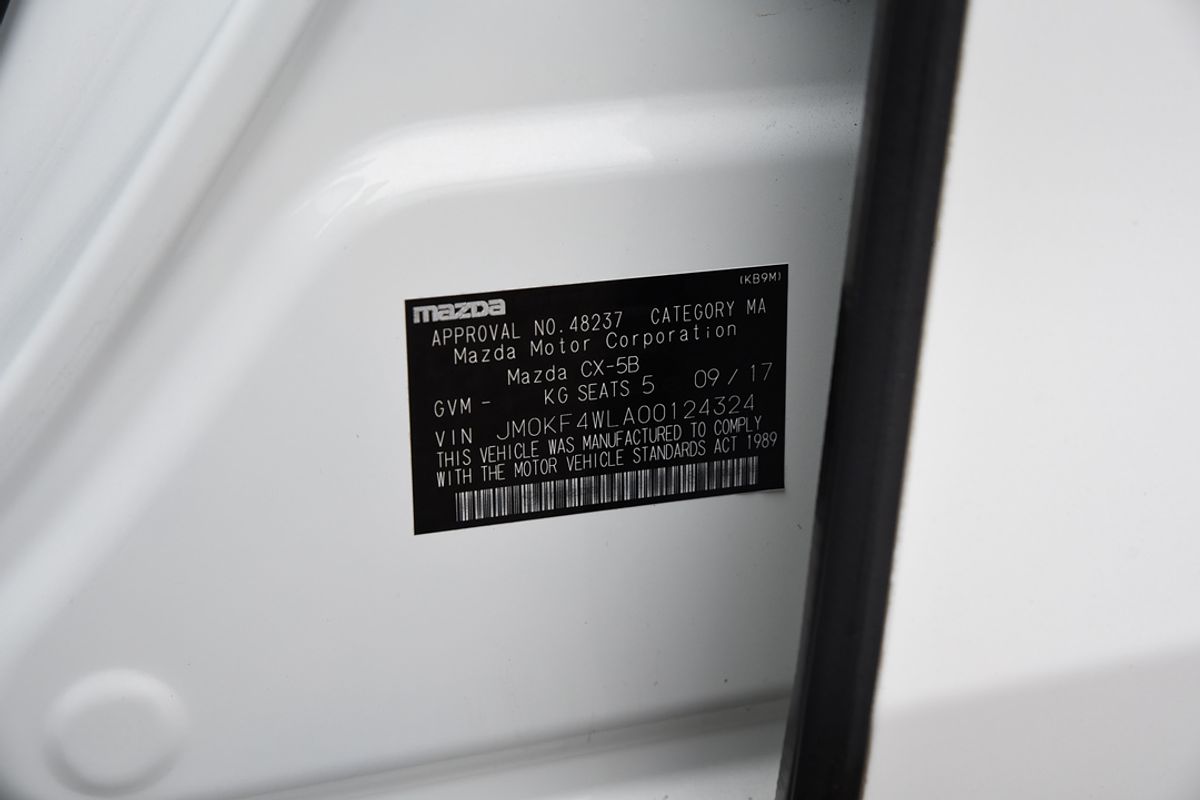 (KB9M)
mazda
APPROVAL NO.48237 CATEGORY MA
Mazda Motor Corporation
Mazda CX-5B
GVM - KG SEATS 5 09/17
VIN JM0KF4WLA00124324
THIS VEHICLE WAS MANUFACTURED TO COMPLY
WITH THE MOTOR VEHICLE STANDARDS ACT 1989